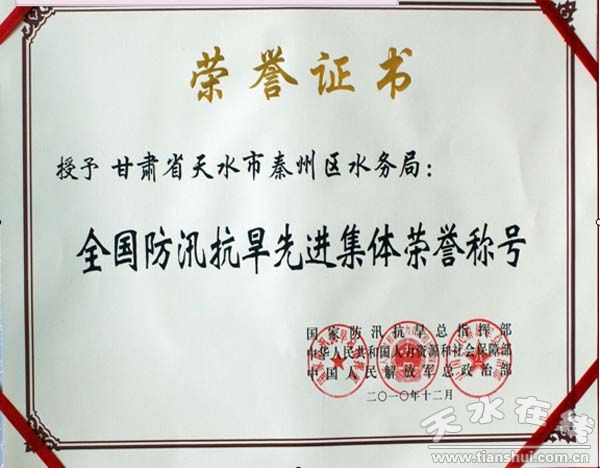 荣誉证书
授予 甘肃省天水市秦州区水务局：
全国防汛抗旱先进集体荣誉称号
国家防汛抗旱总指挥部
中华人民共和国人力资源和社会保障部
中国人民解放军总政治部
二〇一〇年十二月
天水在线
www.tianshui.com.cn